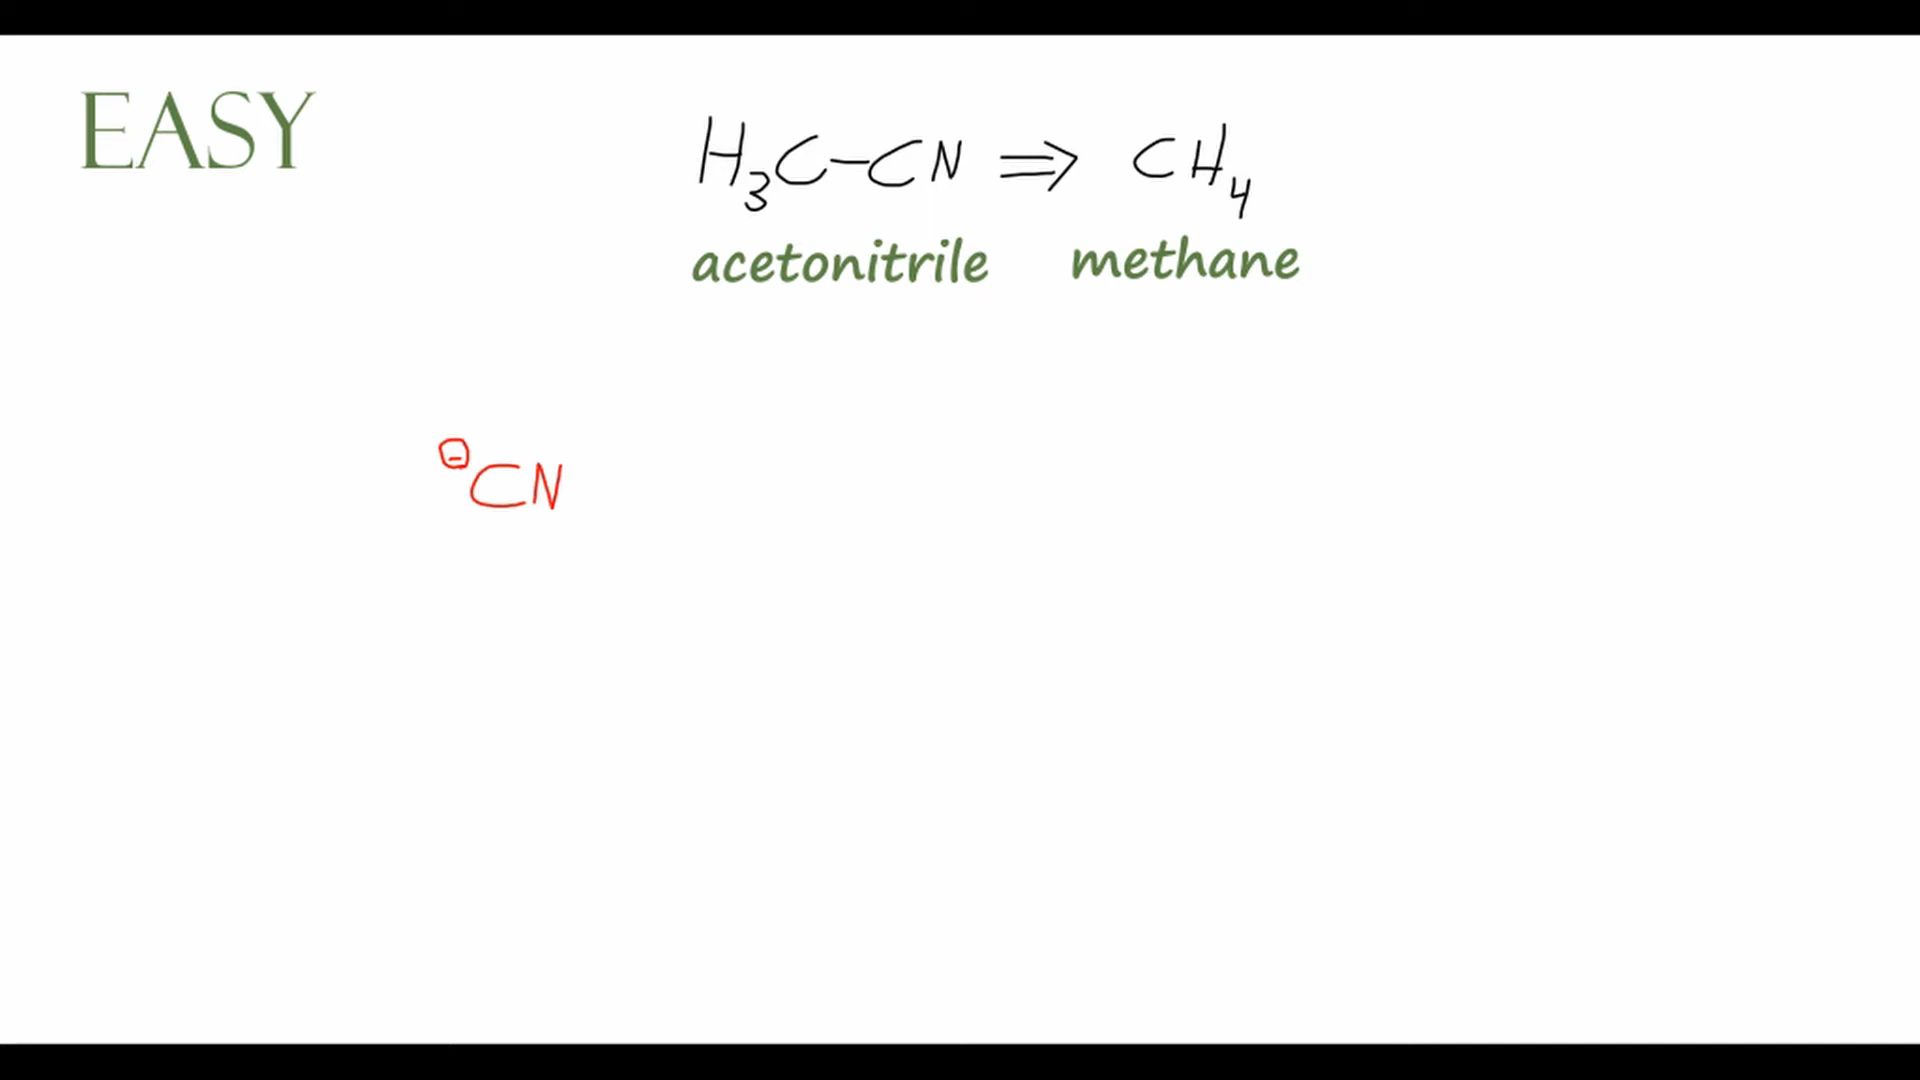 EASY
H₃C–CN ⇒ CH₄
acetonitrile methane
⊖CN